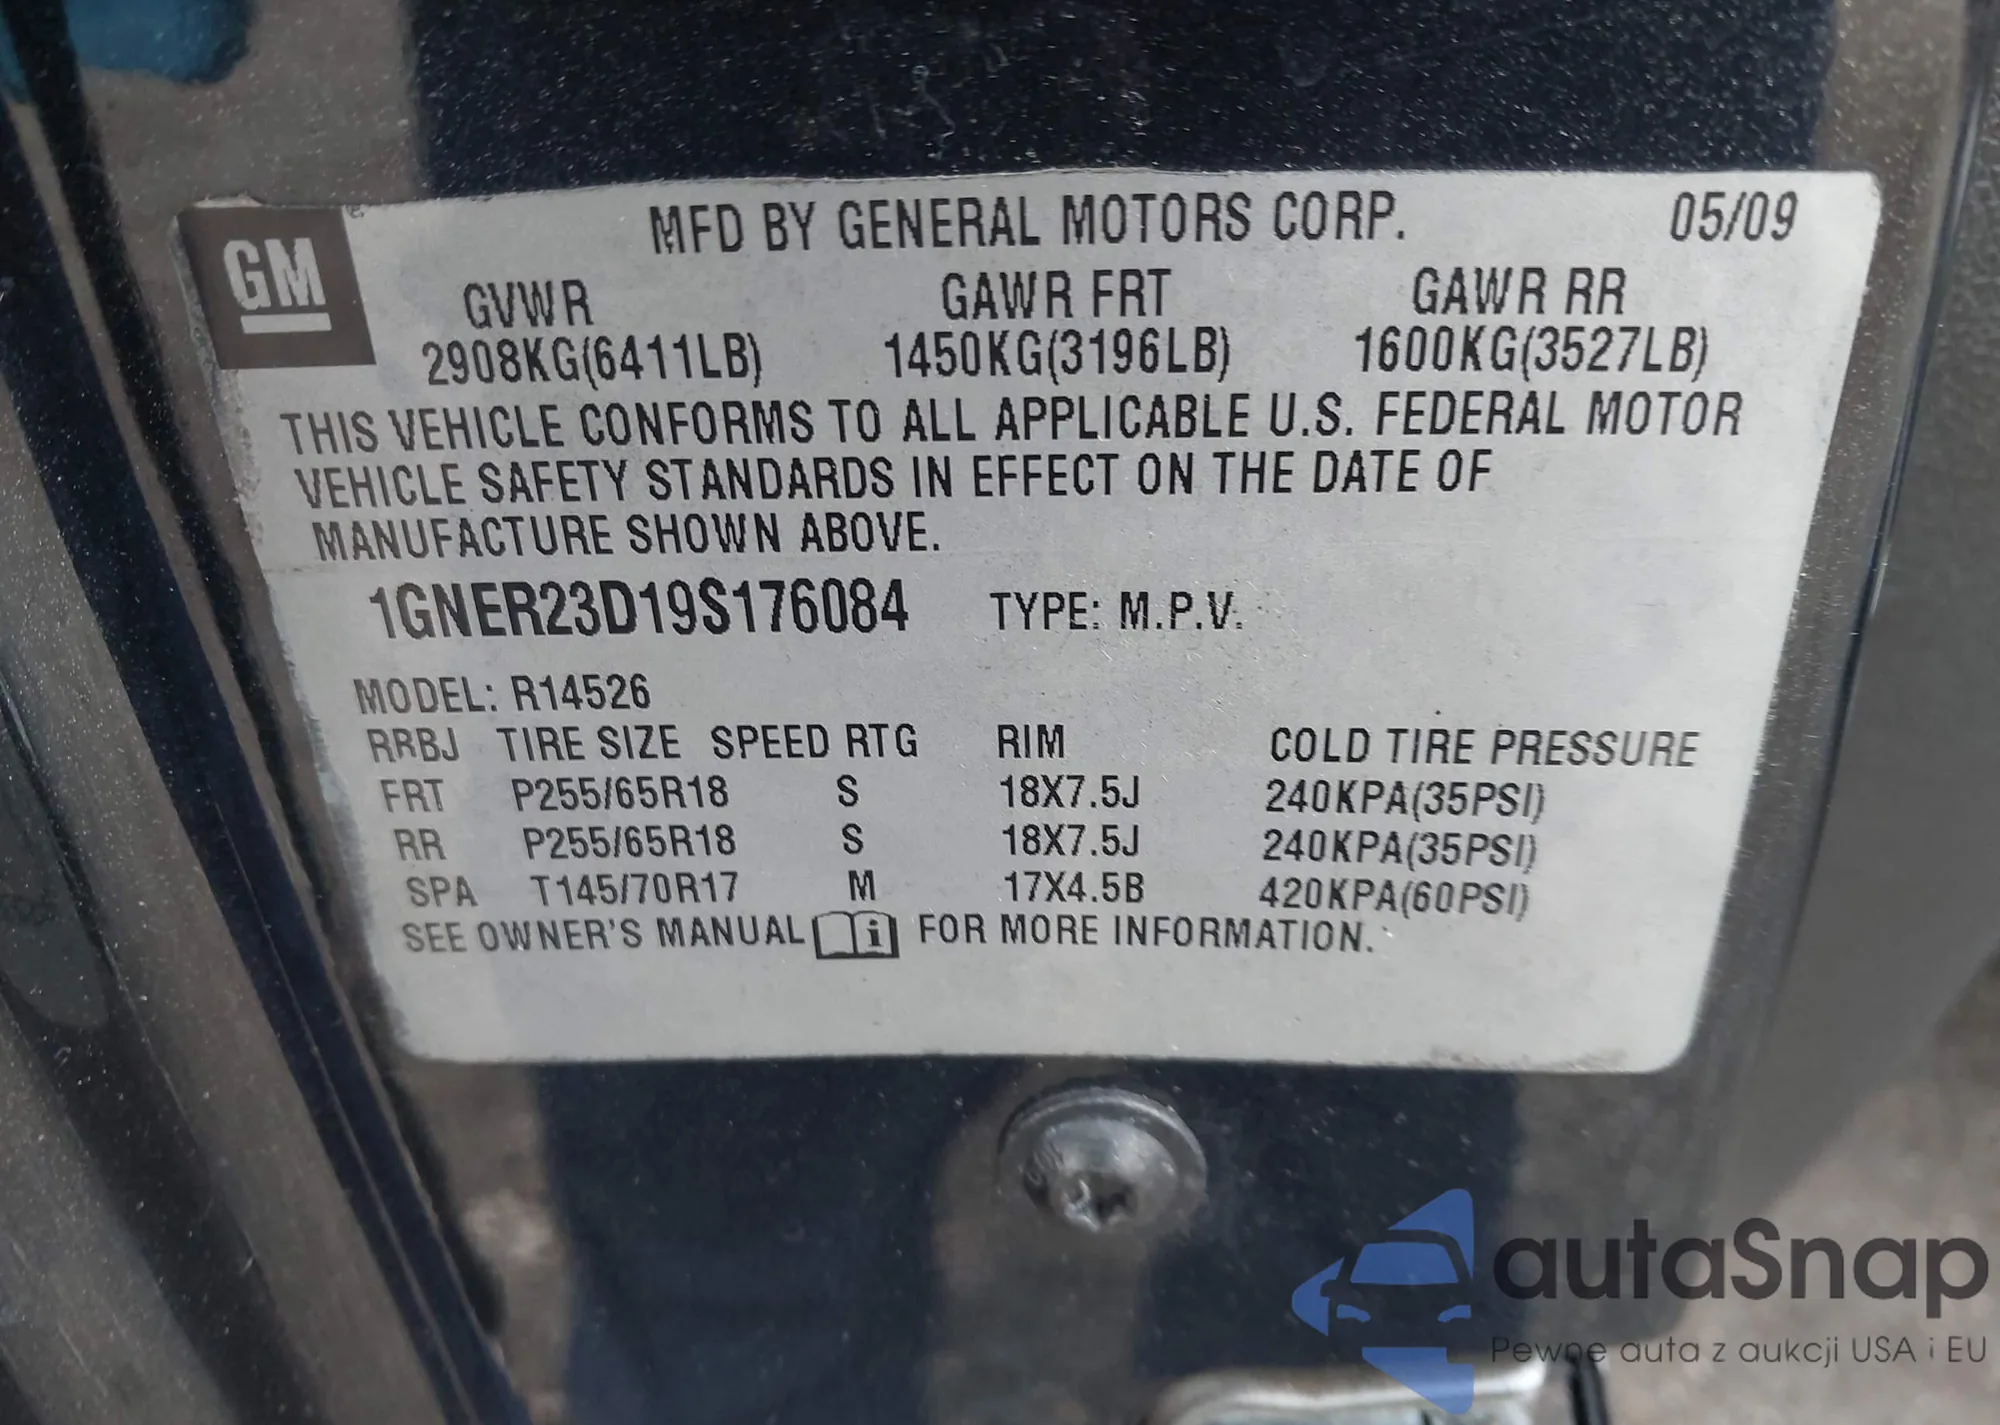 MFD BY GENERAL MOTORS CORP. 05/09
GM
GVWR GAWR FRT GAWR RR
2908KG(6411LB) 1450KG(3196LB) 1600KG(3527LB)
THIS VEHICLE CONFORMS TO ALL APPLICABLE U.S. FEDERAL MOTOR
VEHICLE SAFETY STANDARDS IN EFFECT ON THE DATE OF
MANUFACTURE SHOWN ABOVE.
1GNER23D19S176084 TYPE: M.P.V.
MODEL: R14526
RRBJ TIRE SIZE SPEED RTG RIM COLD TIRE PRESSURE
FRT P255/65R18 S 18X7.5J 240KPA(35PSI)
RR P255/65R18 S 18X7.5J 240KPA(35PSI)
SPA T145/70R17 M 17X4.5B 420KPA(60PSI)
SEE OWNER'S MANUAL i FOR MORE INFORMATION.
autaSnap
Pewne auta z aukcji USA i EU